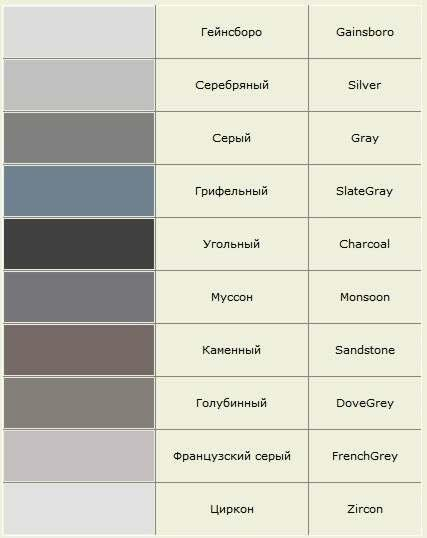 Гейнсборо Gainsboro
Серебряный Silver
Серый Gray
Грифельный SlateGray
Угольный Charcoal
Муссон Monsoon
Каменный Sandstone
Голубинный DoveGrey
Французский серый FrenchGrey
Циркон Zircon